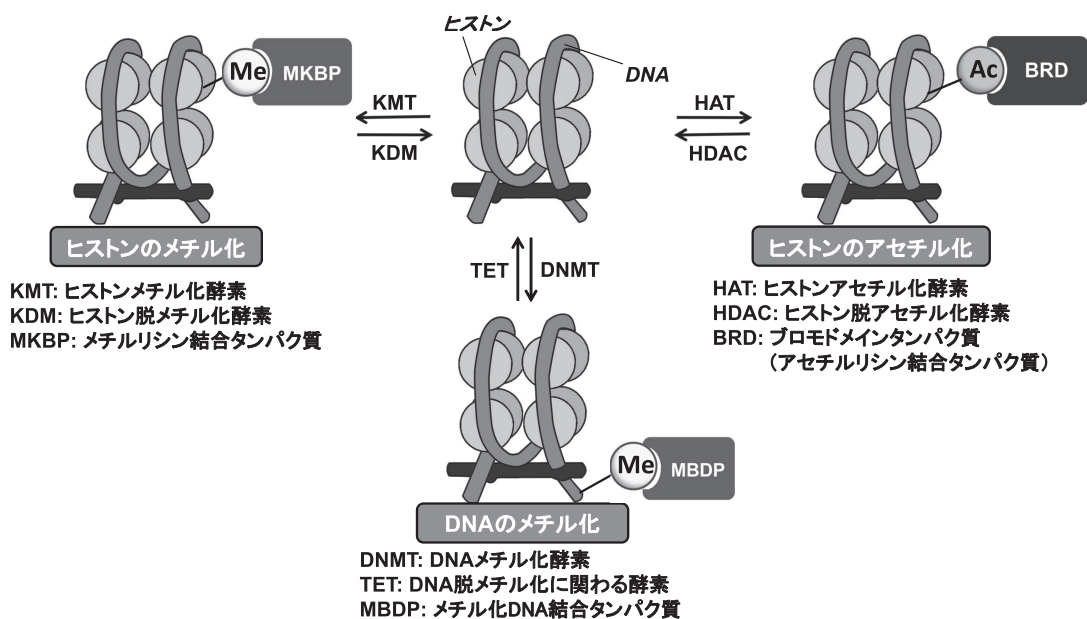 ヒストン
DNA
Me
MKBP
KMT
KDM
HAT
HDAC
Ac
BRD
ヒストンのメチル化
KMT: ヒストンメチル化酵素
KDM: ヒストン脱メチル化酵素
MKBP: メチルリシン結合タンパク質
TET
DNMT
ヒストンのアセチル化
HAT: ヒストンアセチル化酵素
HDAC: ヒストン脱アセチル化酵素
BRD: ブロモドメインタンパク質
（アセチルリシン結合タンパク質）
Me
MBDP
DNAのメチル化
DNMT: DNAメチル化酵素
TET: DNA脱メチル化に関わる酵素
MBDP: メチル化DNA結合タンパク質